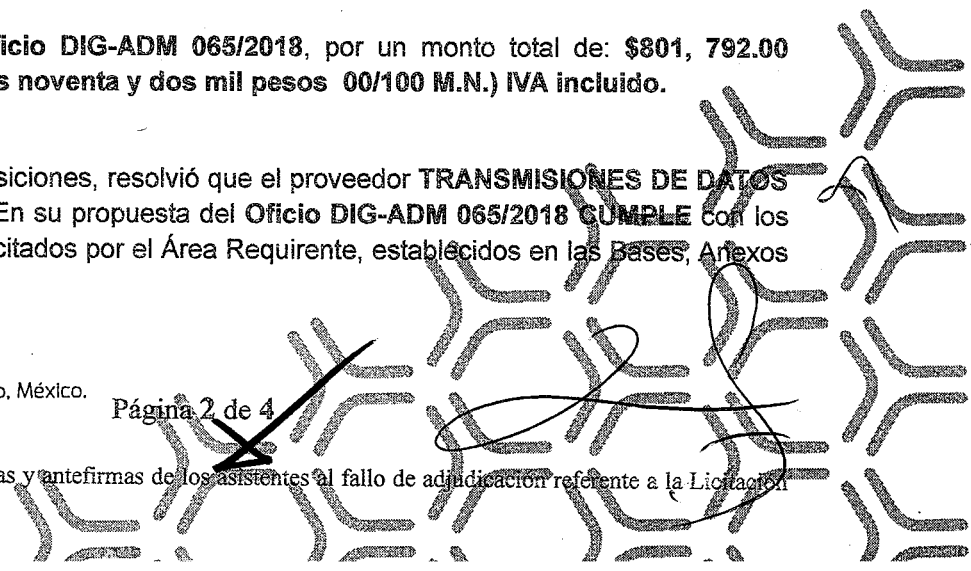 ficio DIG-ADM 065/2018, por un monto total de: $801, 792.00
s noventa y dos mil pesos 00/100 M.N.) IVA incluido.
siciones, resolvió que el proveedor TRANSMISIONES DE DATOS
En su propuesta del Oficio DIG-ADM 065/2018 CUMPLE con los
citados por el Área Requirente, establécidos en las Bases, Anexos
o, México.
Página 2 de 4
as y antefirmas de los asistentes al fallo de adjudicación referente a la Licitación